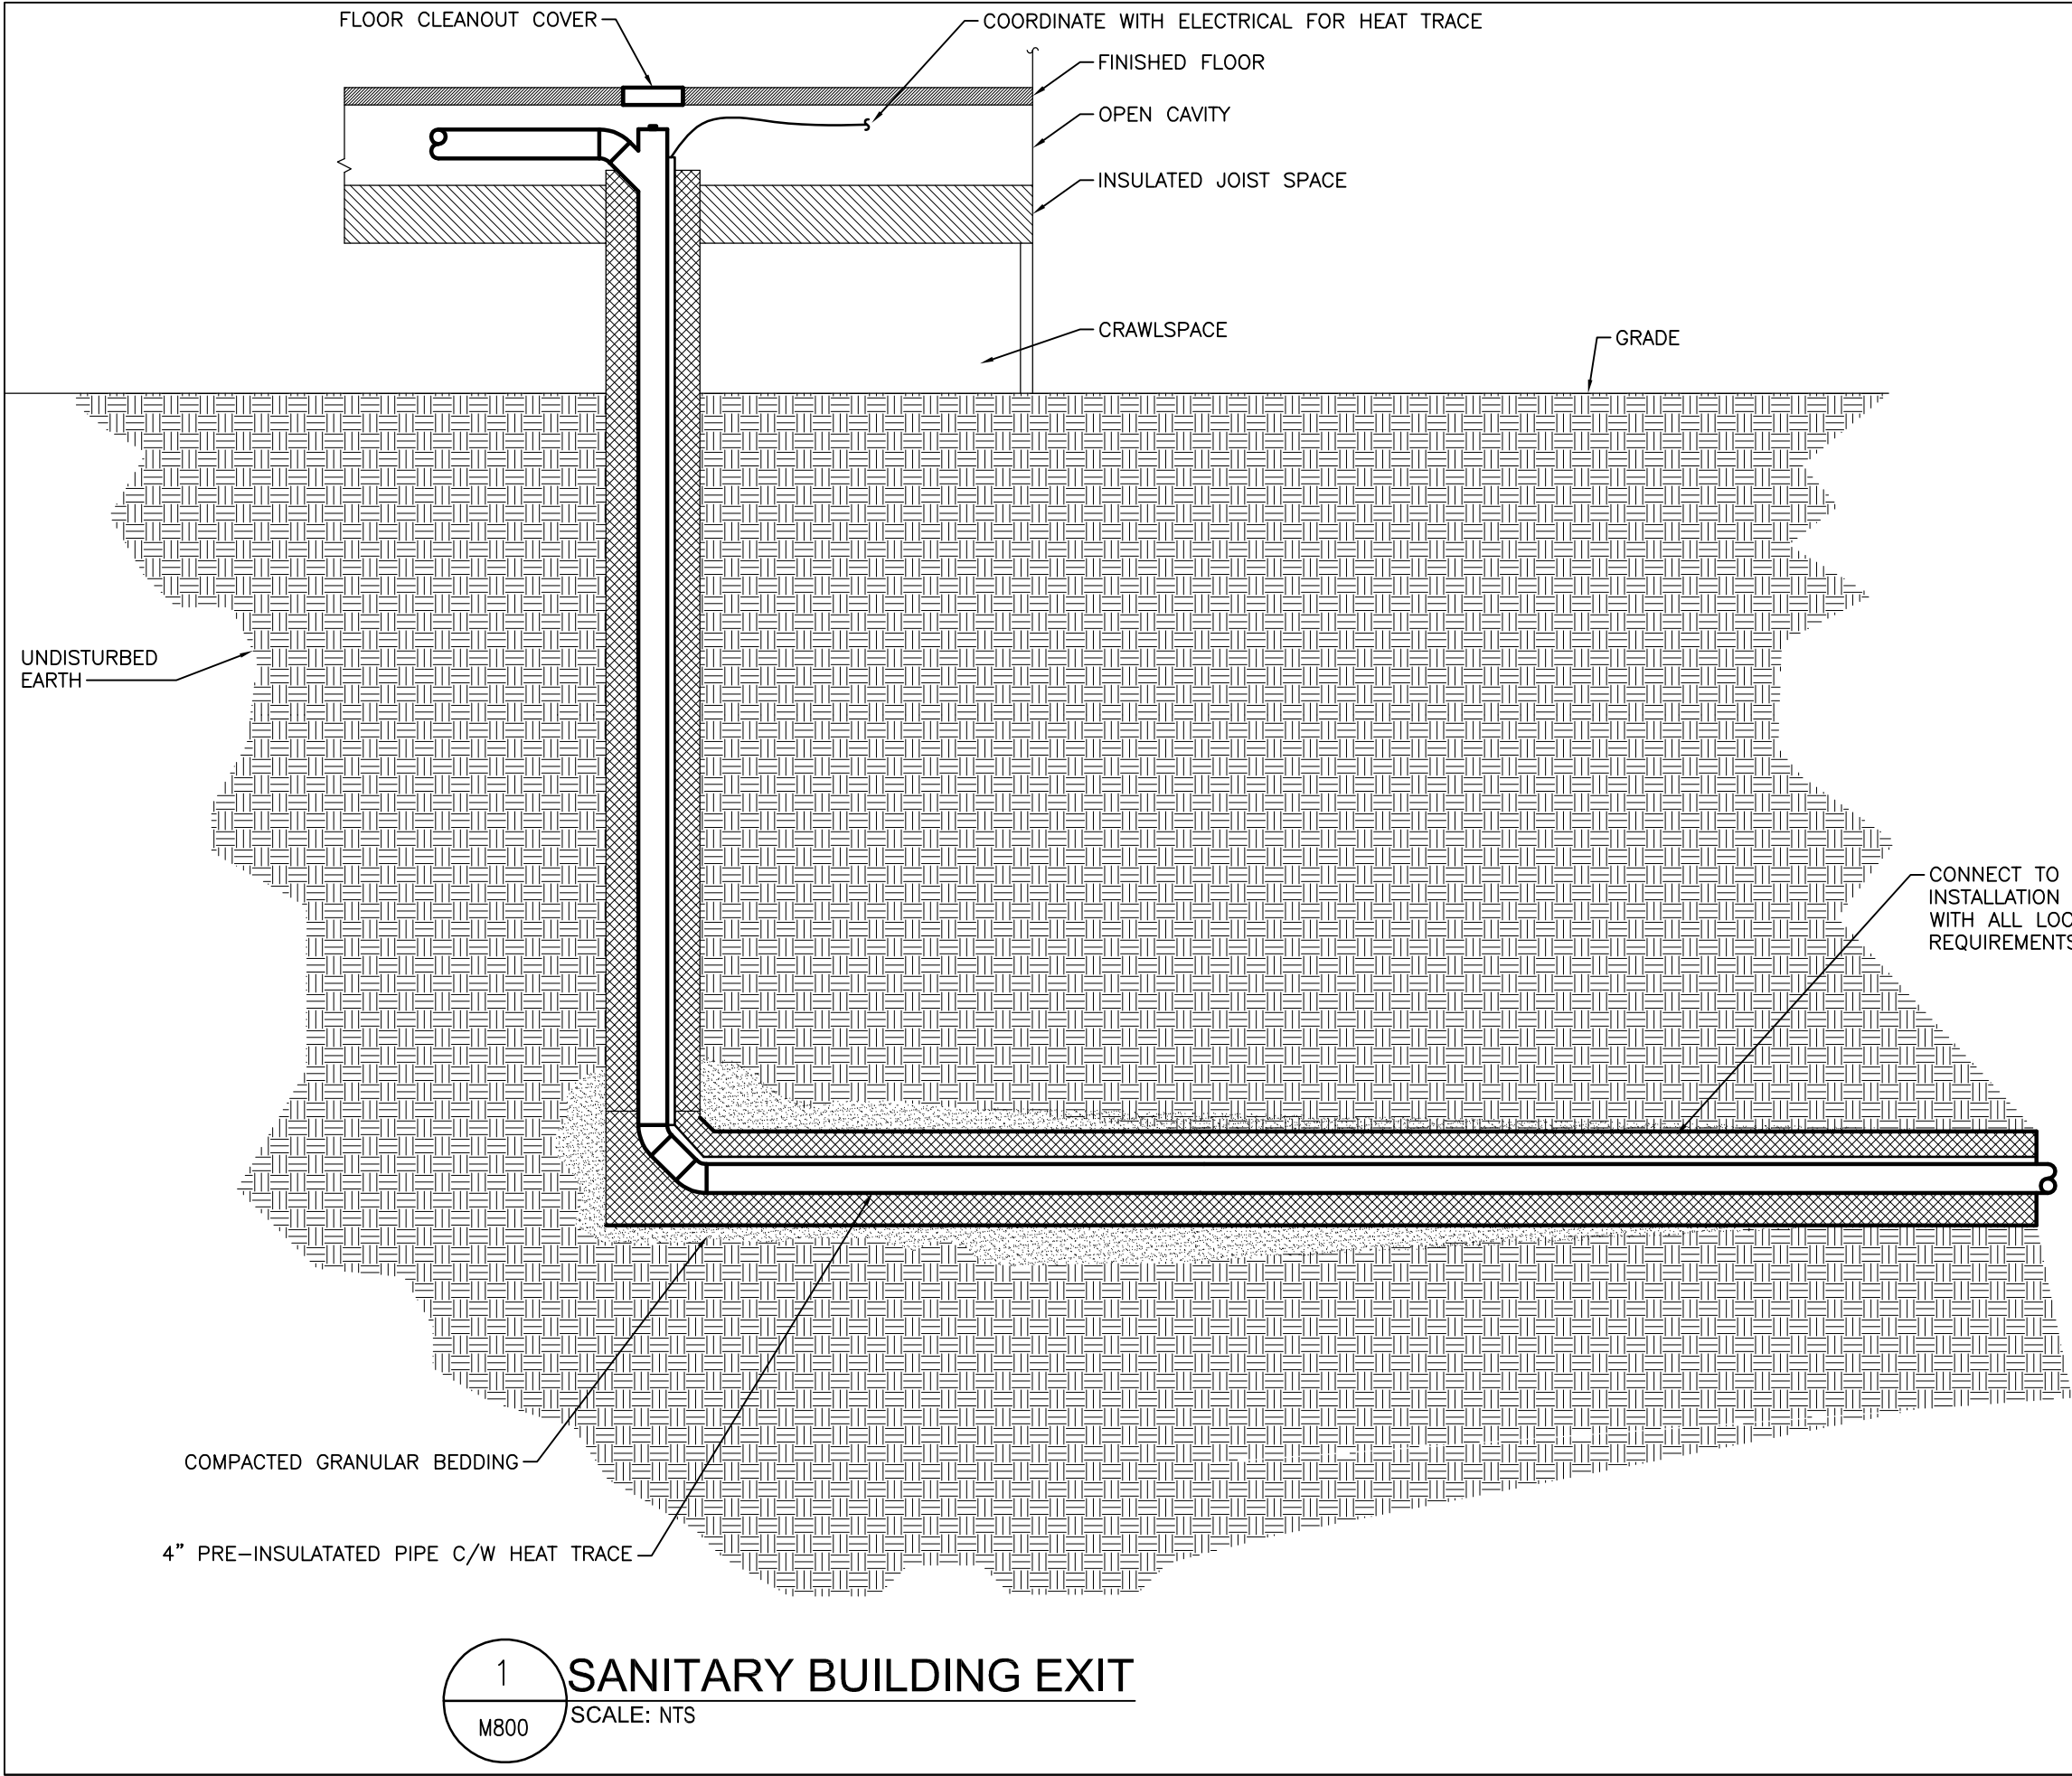 FLOOR CLEANOUT COVER
COORDINATE WITH ELECTRICAL FOR HEAT TRACE
FINISHED FLOOR
OPEN CAVITY
INSULATED JOIST SPACE
CRAWLSPACE
GRADE
UNDISTURBED
EARTH
CONNECT TO
INSTALLATION
WITH ALL LOC
REQUIREMENTS
COMPACTED GRANULAR BEDDING
4" PRE-INSULATATED PIPE C/W HEAT TRACE
1
M800
SANITARY BUILDING EXIT
SCALE: NTS